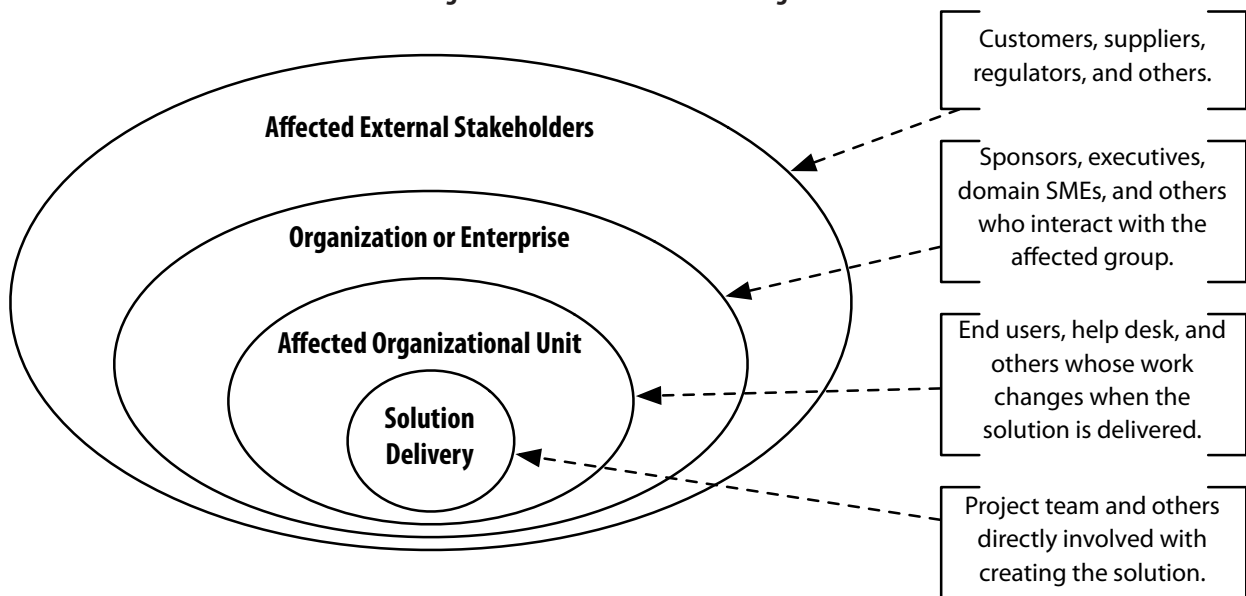 Customers, suppliers,
regulators, and others.
Affected External Stakeholders
Sponsors, executives,
domain SMEs, and others
who interact with the
affected group.
Organization or Enterprise
End users, help desk, and
others whose work
changes when the
solution is delivered.
Affected Organizational Unit
Solution
Delivery
Project team and others
directly involved with
creating the solution.